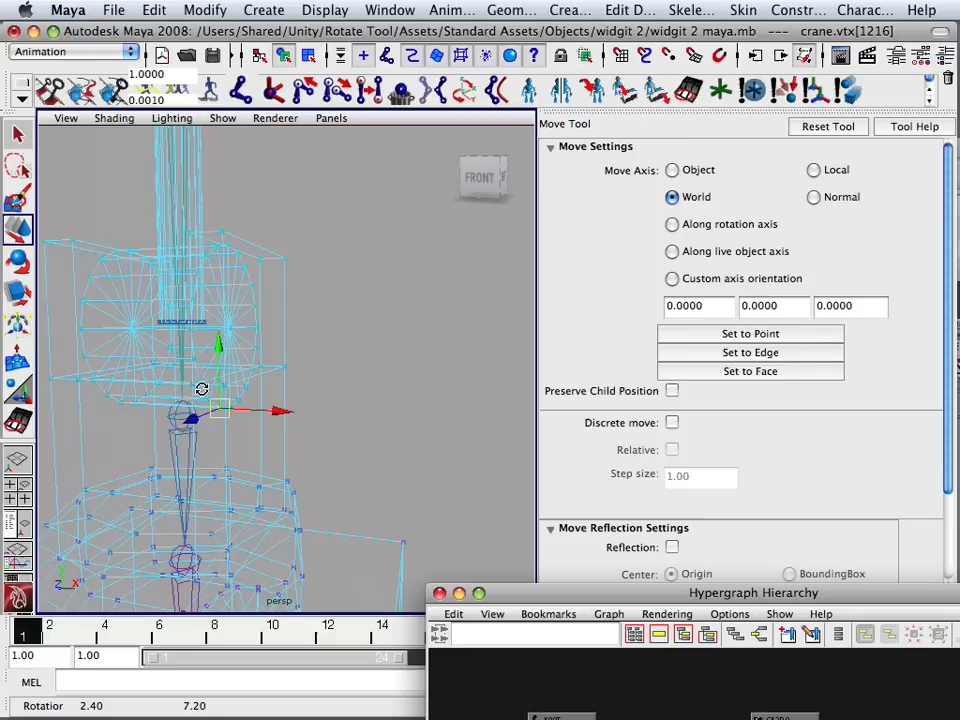 Maya File Edit Modify Create Display Window Anim... Geom... Crea... Edit D... Skele... Skin Constr... Charac... Help
Autodesk Maya 2008: /Users/Shared/Unity/Rotate Tool/Assets/Standard Assets/Objects/widgit 2/widgit 2 maya.mb --- crane.vtx[1216]
Animation
1.0000
0.0010
View Shading Lighting Show Renderer Panels
FRONT
Move Tool
Reset Tool
Tool Help
Move Settings
Move Axis: Object Local
World Normal
Along rotation axis
Along live object axis
Custom axis orientation
0.0000 0.0000 0.0000
Set to Point
Set to Edge
Set to Face
Preserve Child Position
Discrete move:
Relative:
Step size: 1.00
Move Reflection Settings
Reflection:
Center: Origin BoundingBox
y
z x
persp
2 4 6 8 10 12 14
1
1.00 1.00 1 24
MEL
Rotatior 2.40 7.20
Hypergraph Hierarchy
Edit View Bookmarks Graph Rendering Options Show Help